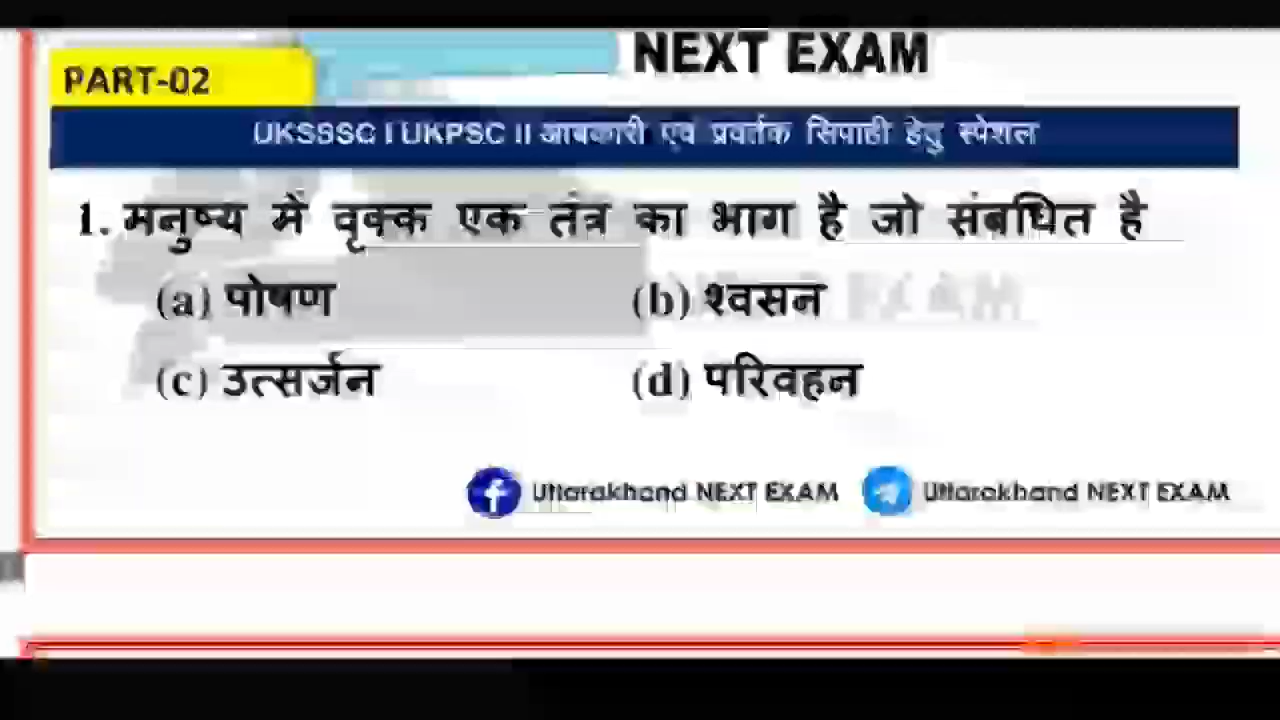 NEXT EXAM
PART-02
UKSSSC I UKPSC II आबकारी एवं प्रवर्तक सिपाही हेतु स्पेशल
1. मनुष्य में वृक्क एक तंत्र का भाग है जो संबधित है
(a) पोषण (b) श्वसन
(c) उत्सर्जन (d) परिवहन
Uttarakhand NEXT EXAM Uttarakhand NEXT EXAM